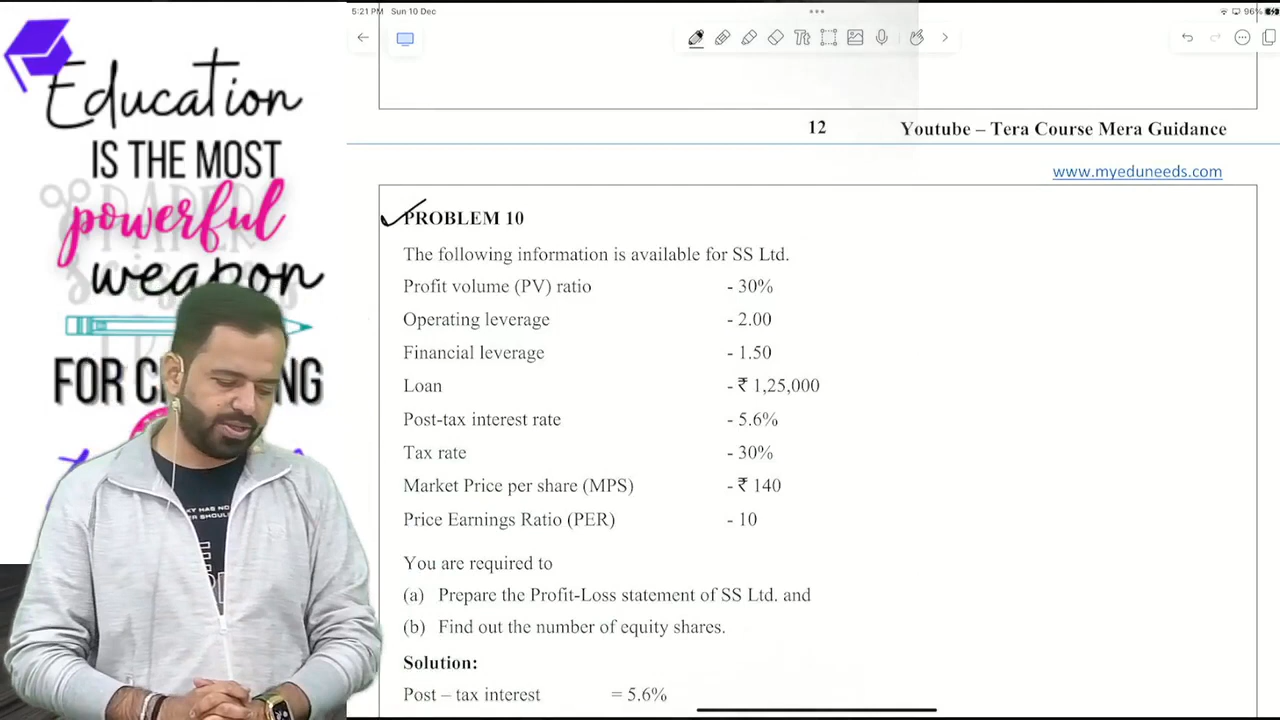 5:21 PM Sun 10 Dec
96%
Education
IS THE MOST
powerful
weapon
FOR
12 Youtube – Tera Course Mera Guidance
www.myeduneeds.com
PROBLEM 10
The following information is available for SS Ltd.
Profit volume (PV) ratio - 30%
Operating leverage - 2.00
Financial leverage - 1.50
Loan - ₹ 1,25,000
Post-tax interest rate - 5.6%
Tax rate - 30%
Market Price per share (MPS) - ₹ 140
Price Earnings Ratio (PER) - 10
You are required to
(a) Prepare the Profit-Loss statement of SS Ltd. and
(b) Find out the number of equity shares.
Solution:
Post – tax interest = 5.6%